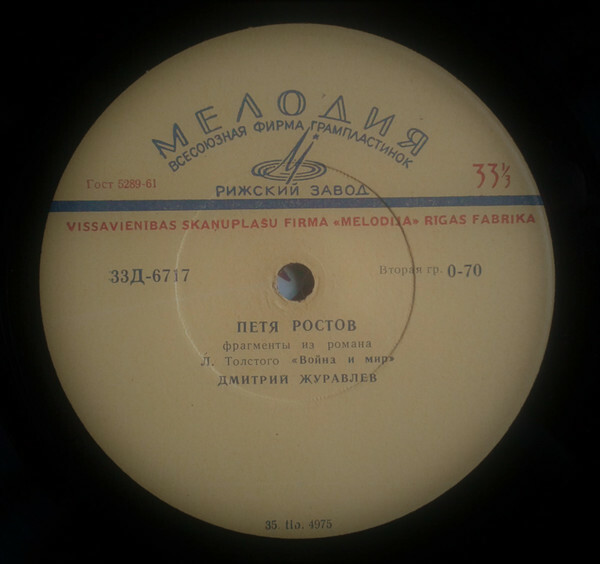 МЕЛОДИЯ
ВСЕСОЮЗНАЯ ФИРМА ГРАМПЛАСТИНОК
Гост 5289-61
33⅓
РИЖСКИЙ ЗАВОД
VISSAVIENIBAS SKAŅUPLAŠU FIRMA «MELODIJA» RIGAS FABRIKA
33Д-6717
Вторая гр. 0-70
ПЕТЯ РОСТОВ
фрагменты из романа
Л. Толстого «Война и мир»
ДМИТРИЙ ЖУРАВЛЕВ
35 По. 4975